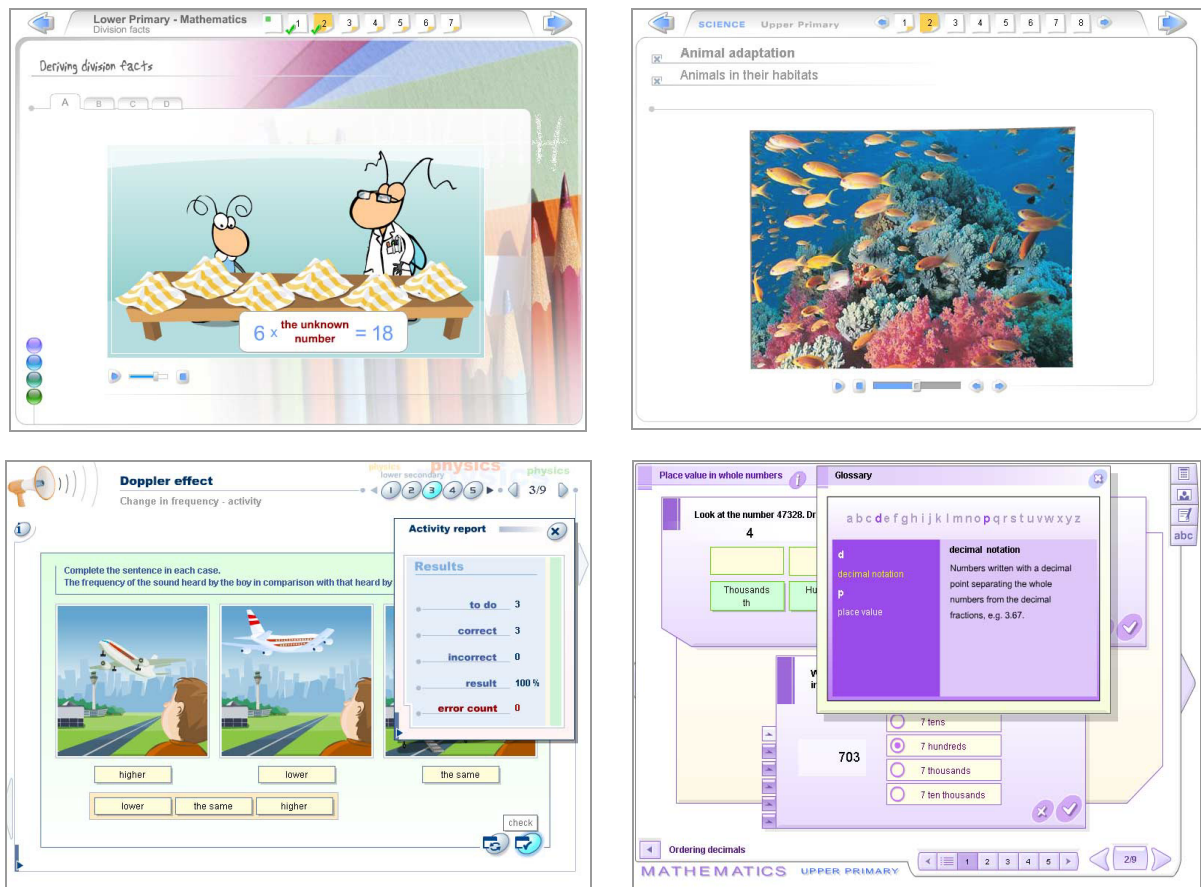 Lower Primary - Mathematics
Division facts
1 2 3 4 5 6 7
Deriving division facts
A B C D
6 x the unknown number = 18
SCIENCE Upper Primary
1 2 3 4 5 6 7 8
Animal adaptation
Animals in their habitats
physics lower secondary physics physics
Doppler effect
Change in frequency - activity
1 2 3 4 5
3/9
i
Activity report
Results
to do 3
correct 3
incorrect 0
result 100 %
error count 0
Complete the sentence in each case.
The frequency of the sound heard by the boy in comparison with that heard by
higher lower the same
lower the same higher
check
Place value in whole numbers i
Look at the number 47328. Dr
4
Thousands Hu
th
Glossary
a b c d e f g h i j k l m n o p q r s t u v w x y z
d
decimal notation
p
place value
decimal notation
Numbers written with a decimal
point separating the whole
numbers from the decimal
fractions, e.g. 3.67.
abc
W
in
703
7 tens
7 hundreds
7 thousands
7 ten thousands
Ordering decimals
MATHEMATICS UPPER PRIMARY
1 2 3 4 5
2/9